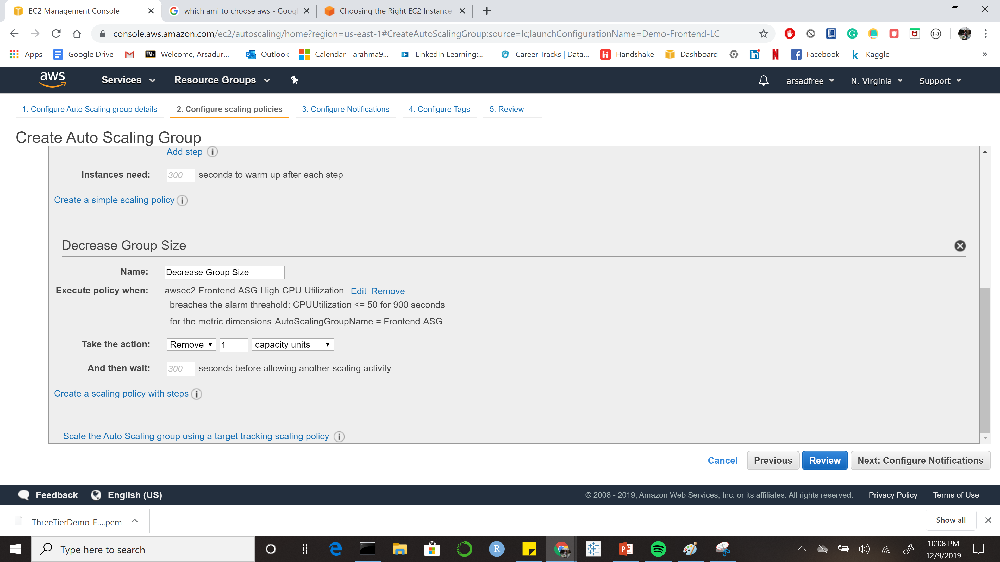 EC2 Management Console
which ami to choose aws - Goog
Choosing the Right EC2 Instance
console.aws.amazon.com/ec2/autoscaling/home?region=us-east-1#CreateAutoScalingGroup:source=lc;launchConfigurationName=Demo-Frontend-LC
Apps
Google Drive
Bb Welcome, Arsadur...
Outlook
Calendar - arahma9...
LinkedIn Learning:...
Career Tracks | Data...
Handshake
Dashboard
Facebook
Kaggle
aws
Services
Resource Groups
arsadfree
N. Virginia
Support
1. Configure Auto Scaling group details
2. Configure scaling policies
3. Configure Notifications
4. Configure Tags
5. Review
Create Auto Scaling Group
Add step
Instances need: 300 seconds to warm up after each step
Create a simple scaling policy
Decrease Group Size
Name: Decrease Group Size
Execute policy when: awsec2-Frontend-ASG-High-CPU-Utilization Edit Remove
breaches the alarm threshold: CPUUtilization <= 50 for 900 seconds
for the metric dimensions AutoScalingGroupName = Frontend-ASG
Take the action: Remove 1 capacity units
And then wait: 300 seconds before allowing another scaling activity
Create a scaling policy with steps
Scale the Auto Scaling group using a target tracking scaling policy
Cancel
Previous
Review
Next: Configure Notifications
Feedback
English (US)
© 2008 - 2019, Amazon Web Services, Inc. or its affiliates. All rights reserved.
Privacy Policy
Terms of Use
ThreeTierDemo-E....pem
Show all
Type here to search
10:08 PM
12/9/2019